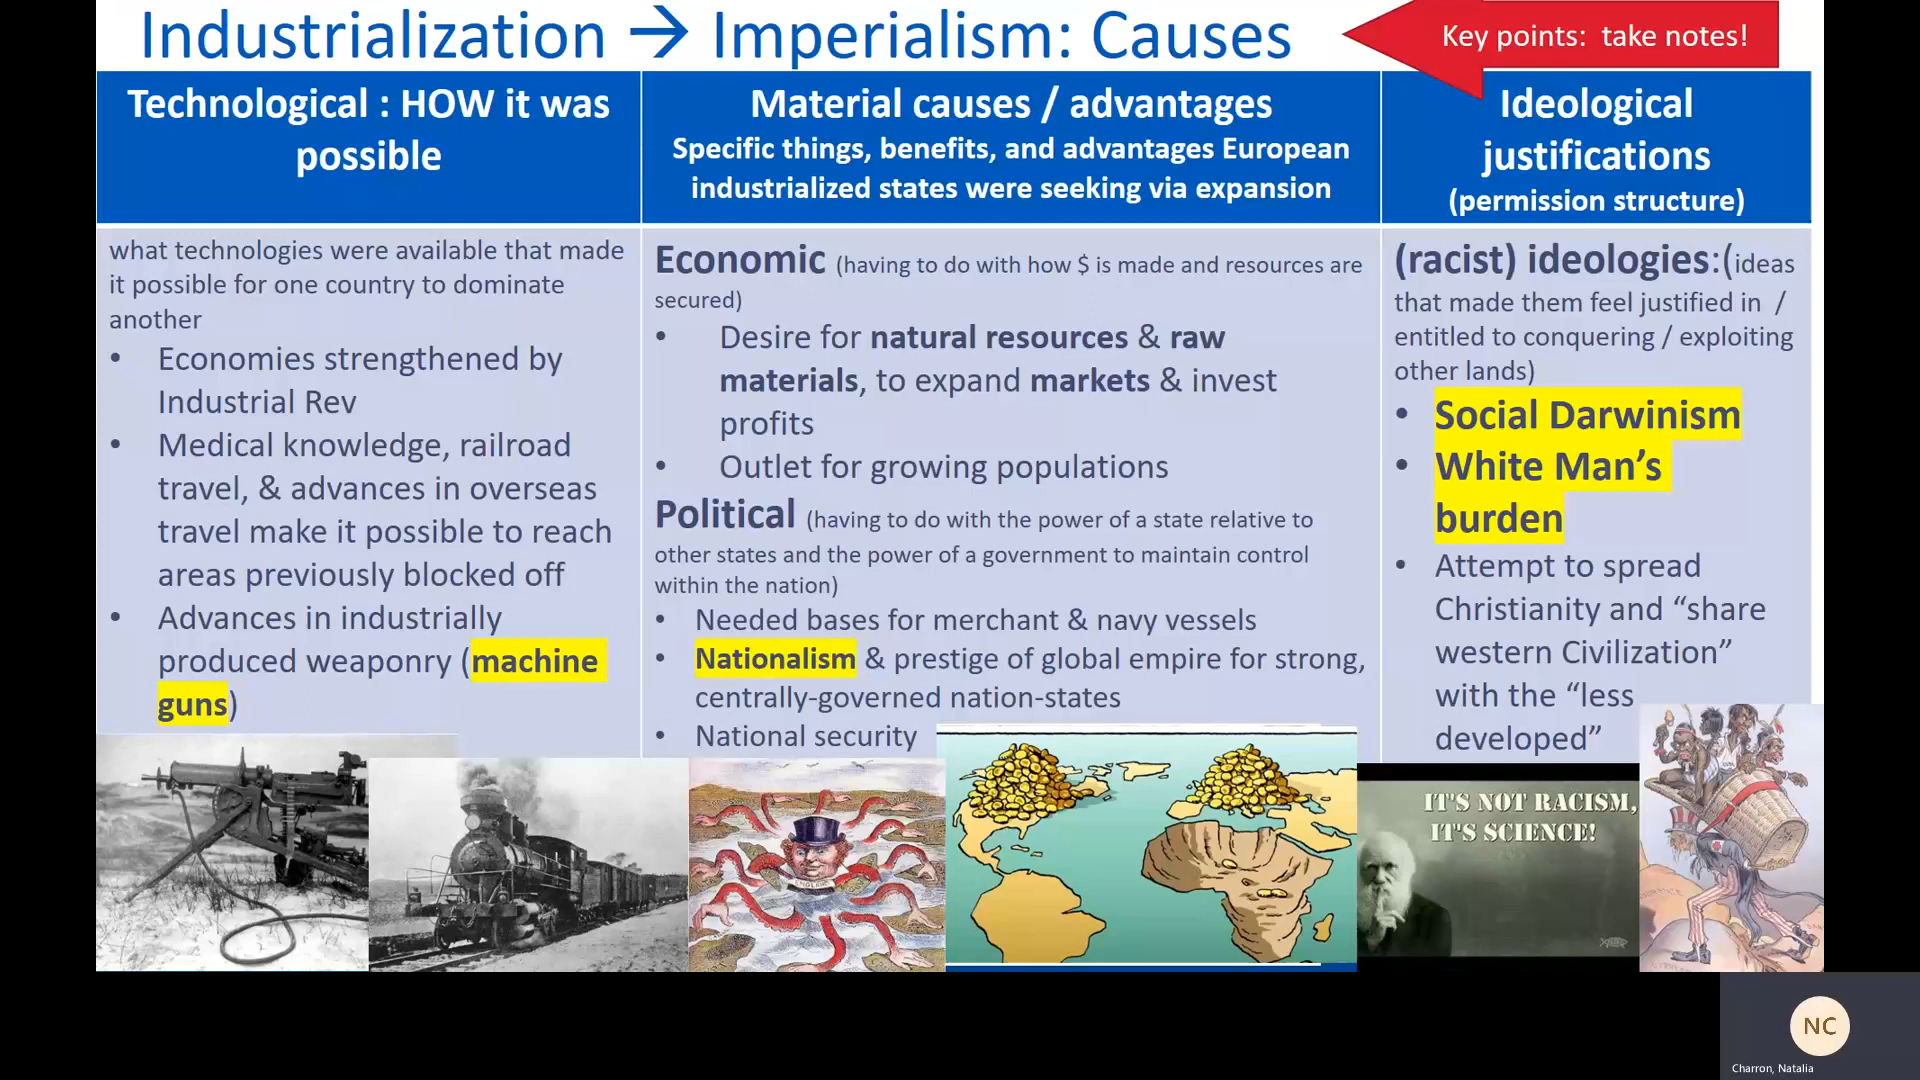 Industrialization → Imperialism: Causes
Key points: take notes!
Technological : HOW it was
possible
Material causes / advantages
Specific things, benefits, and advantages European
industrialized states were seeking via expansion
Ideological
justifications
(permission structure)
what technologies were available that made
it possible for one country to dominate
another
• Economies strengthened by
Industrial Rev
• Medical knowledge, railroad
travel, & advances in overseas
travel make it possible to reach
areas previously blocked off
• Advances in industrially
produced weaponry (machine
guns)
Economic (having to do with how $ is made and resources are
secured)
• Desire for natural resources & raw
materials, to expand markets & invest
profits
• Outlet for growing populations
Political (having to do with the power of a state relative to
other states and the power of a government to maintain control
within the nation)
• Needed bases for merchant & navy vessels
• Nationalism & prestige of global empire for strong,
centrally-governed nation-states
• National security
(racist) ideologies:(ideas
that made them feel justified in /
entitled to conquering / exploiting
other lands)
• Social Darwinism
• White Man’s
burden
• Attempt to spread
Christianity and “share
western Civilization”
with the “less
developed”
ENGLAND
IT'S NOT RACISM,
IT'S SCIENCE!
NC
Charron, Natalia